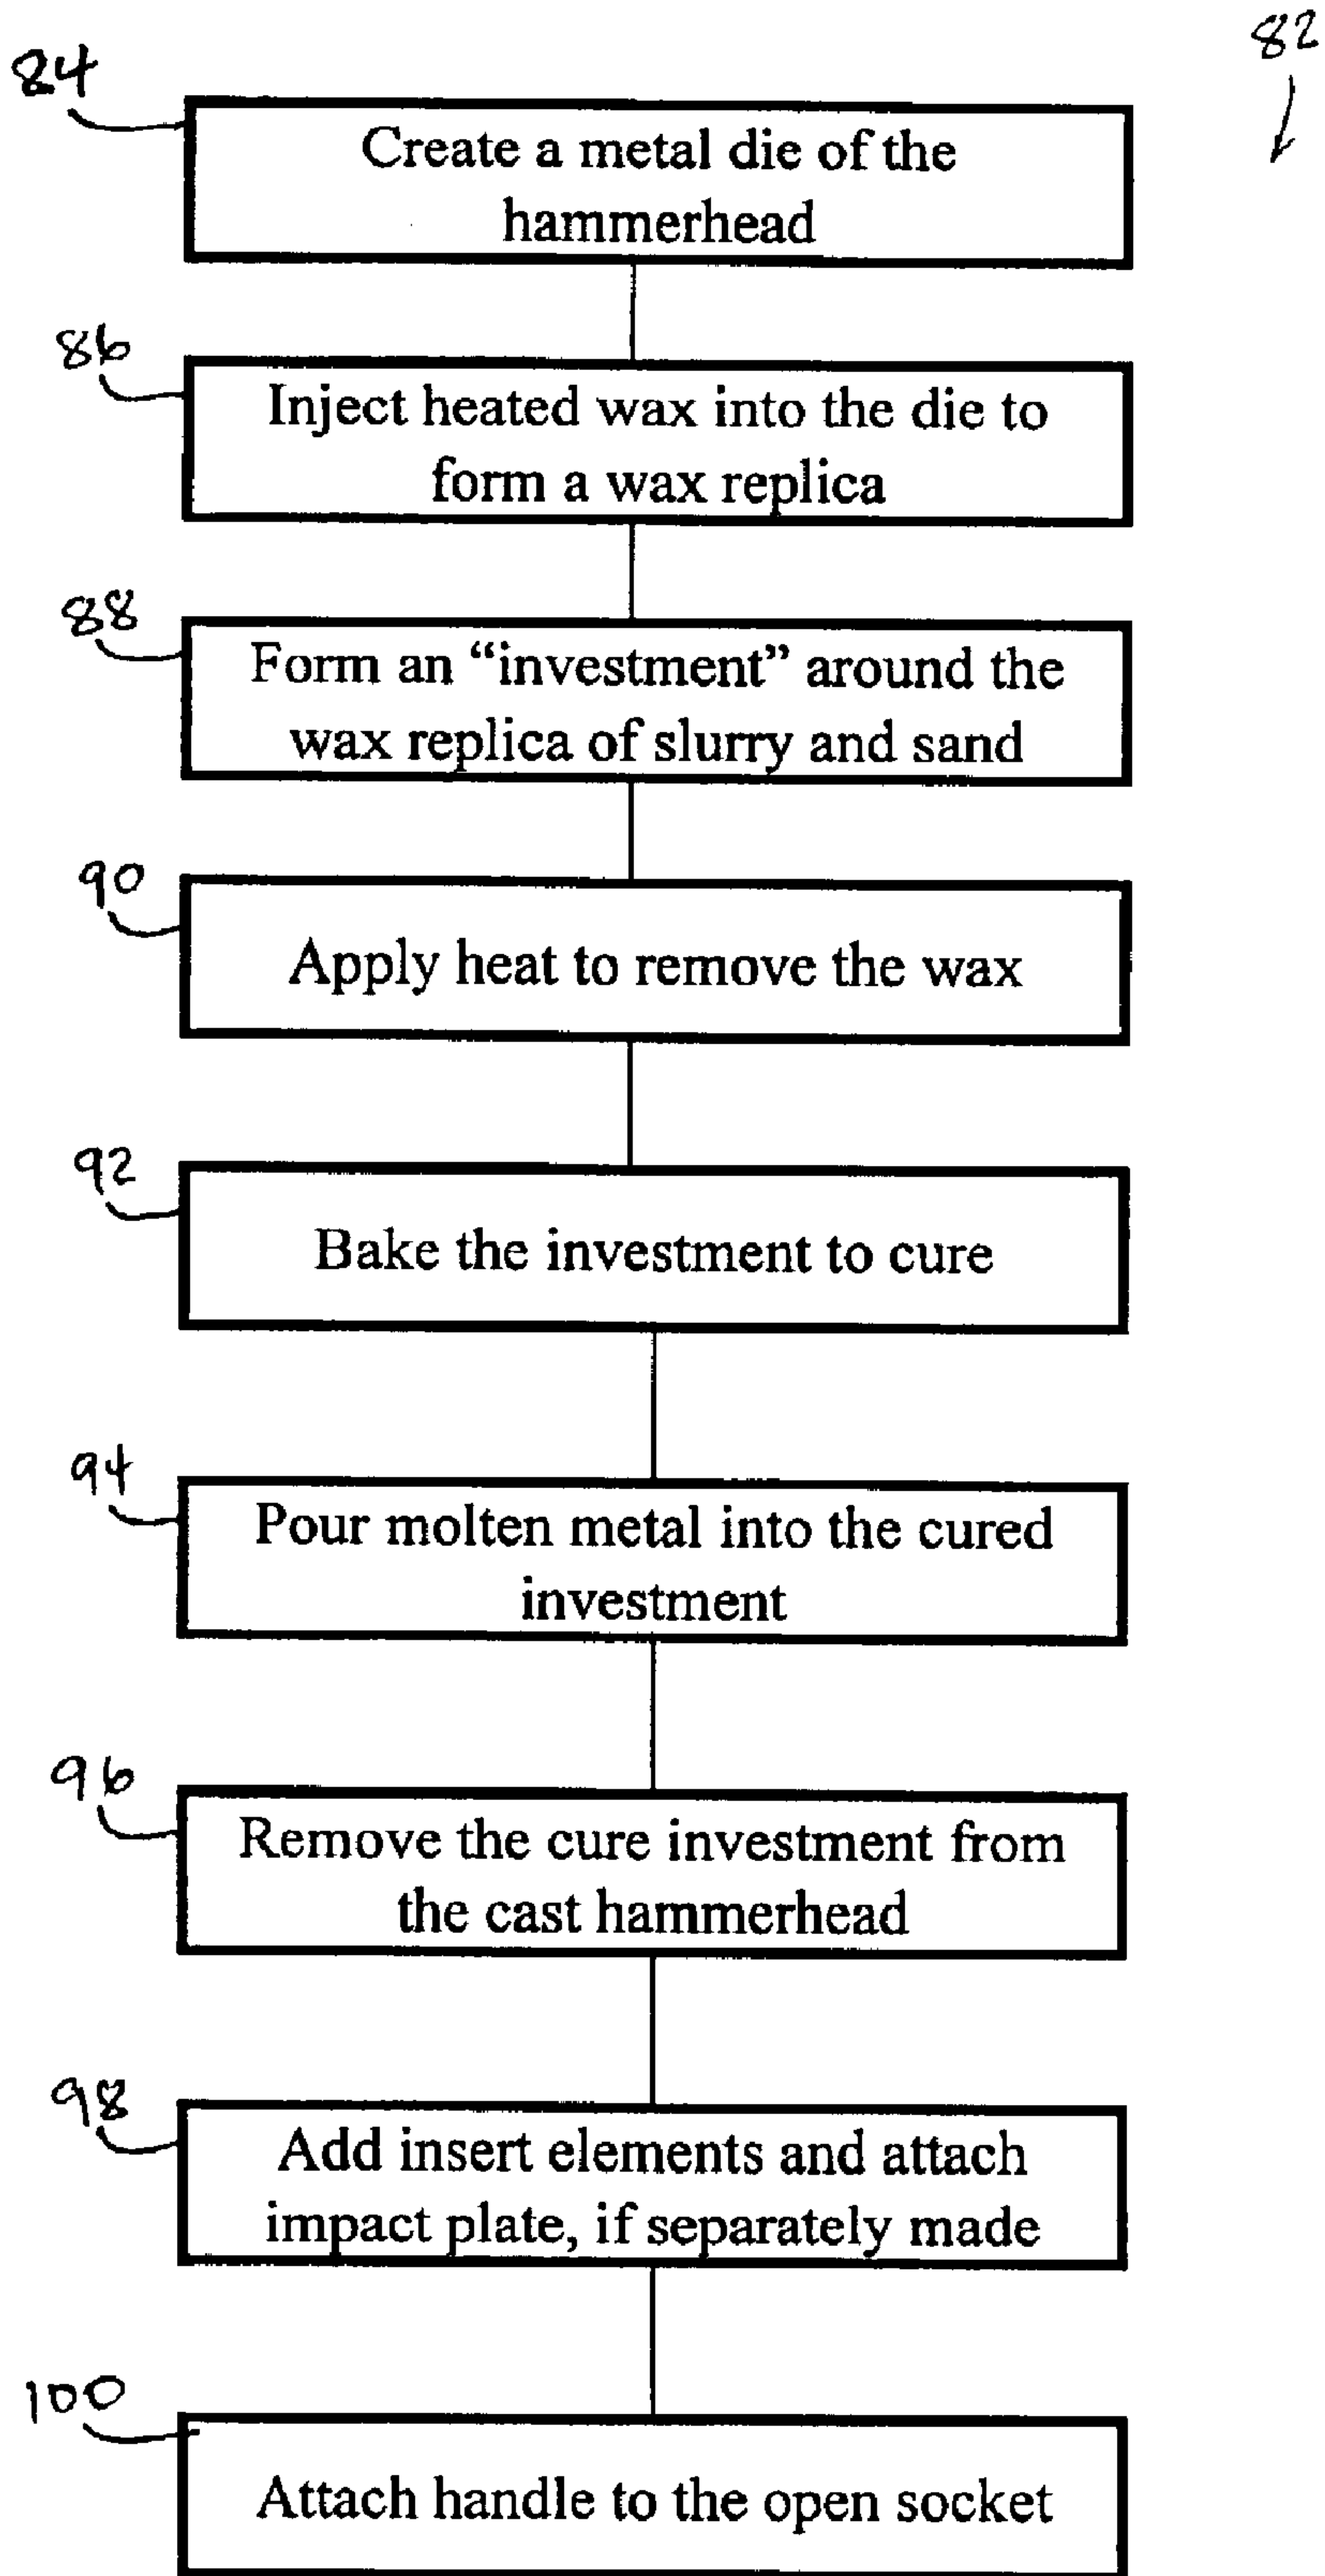 82
84
Create a metal die of the
hammerhead
86
Inject heated wax into the die to
form a wax replica
88
Form an “investment” around the
wax replica of slurry and sand
90
Apply heat to remove the wax
92
Bake the investment to cure
94
Pour molten metal into the cured
investment
96
Remove the cure investment from
the cast hammerhead
98
Add insert elements and attach
impact plate, if separately made
100
Attach handle to the open socket